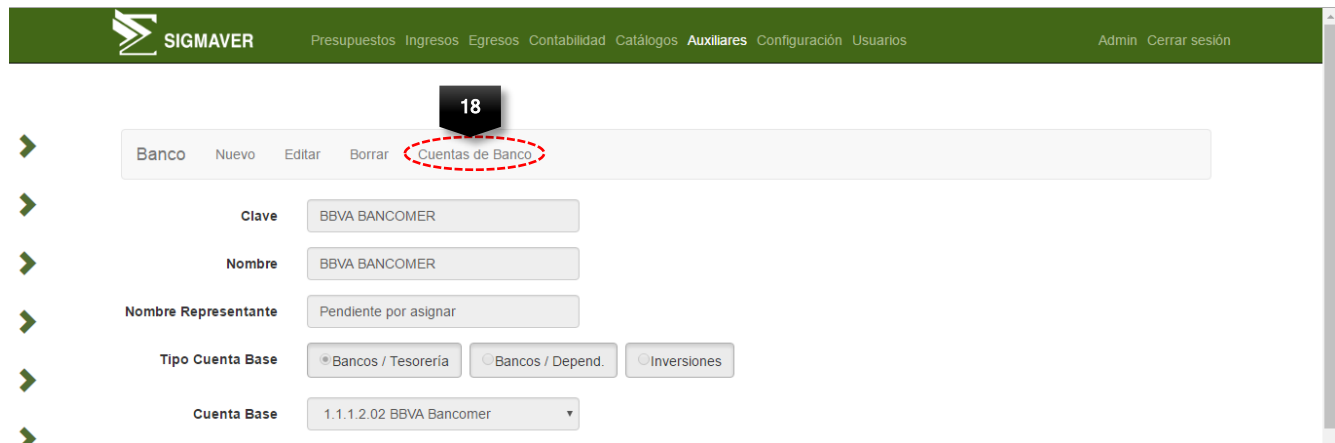 SIGMAVER Presupuestos Ingresos Egresos Contabilidad Catálogos Auxiliares Configuración Usuarios Admin Cerrar sesión
18
Banco Nuevo Editar Borrar Cuentas de Banco
Clave BBVA BANCOMER
Nombre BBVA BANCOMER
Nombre Representante Pendiente por asignar
Tipo Cuenta Base Bancos / Tesorería Bancos / Depend. Inversiones
Cuenta Base 1.1.1.2.02 BBVA Bancomer